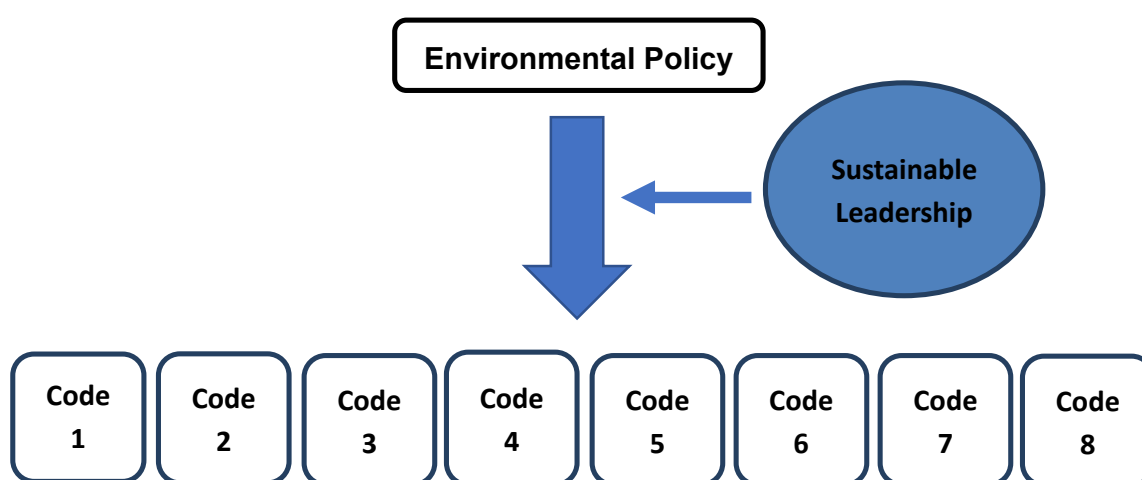 Environmental Policy
Sustainable
Leadership
Code
1
Code
2
Code
3
Code
4
Code
5
Code
6
Code
7
Code
8